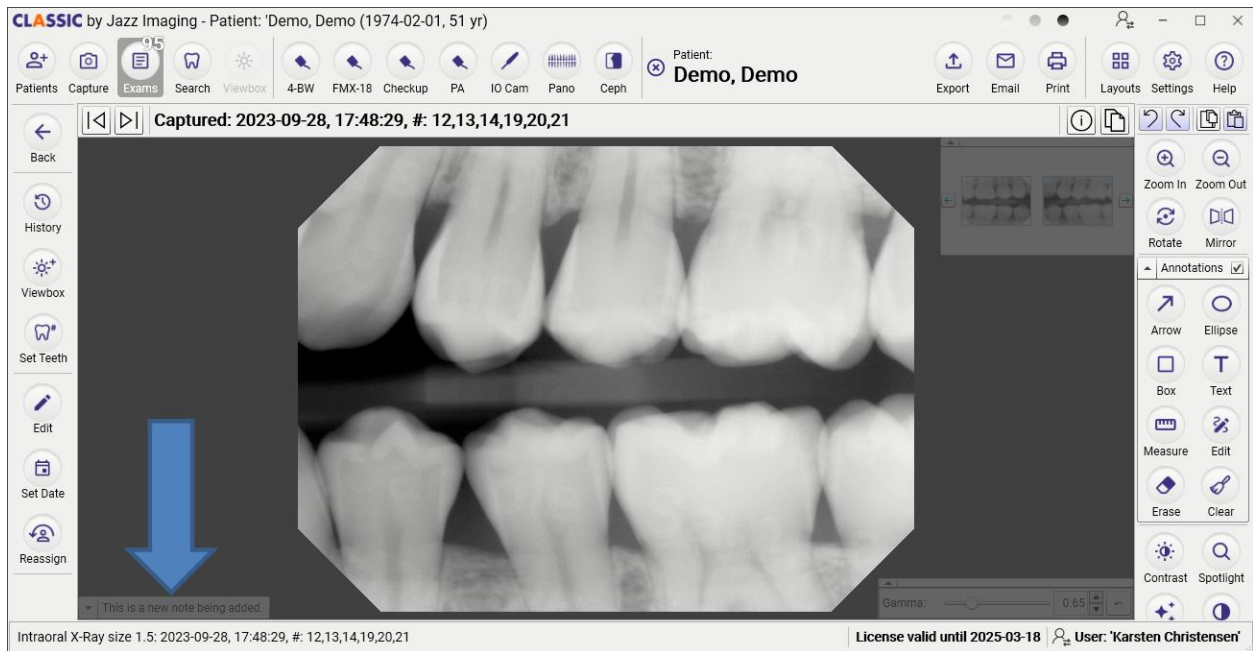 CLASSIC by Jazz Imaging - Patient: 'Demo, Demo (1974-02-01, 51 yr)
95
Patients Capture Exams Search Viewbox 4-BW FMX-18 Checkup PA IO Cam Pano Ceph
Patient:
Demo, Demo
Export Email Print Layouts Settings Help
Captured: 2023-09-28, 17:48:29, #: 12,13,14,19,20,21
Back
History
Viewbox
Set Teeth
Edit
Set Date
Reassign
Zoom In Zoom Out
Rotate Mirror
Annotations
Arrow Ellipse
Box Text
Measure Edit
Erase Clear
Contrast Spotlight
This is a new note being added.
Gamma: 0.65
Intraoral X-Ray size 1.5: 2023-09-28, 17:48:29, #: 12,13,14,19,20,21
License valid until 2025-03-18 User: 'Karsten Christensen'